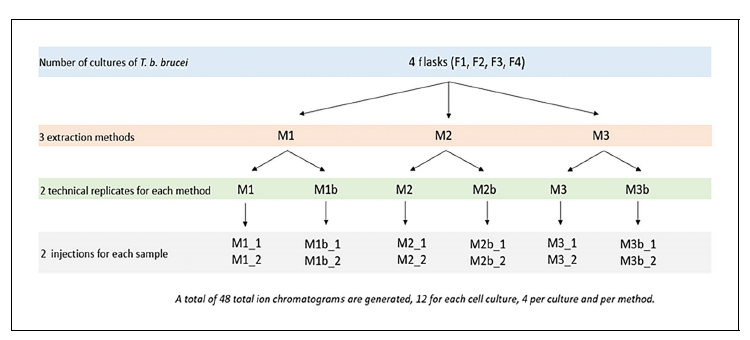 Number of cultures of T. b. brucei 4 flasks (F1, F2, F3, F4)
3 extraction methods M1 M2 M3
2 technical replicates for each method M1 M1b M2 M2b M3 M3b
M1_1 M1b_1 M2_1 M2b_1 M3_1 M3b_1
2 injections for each sample
M1_2 M1b_2 M2_2 M2b_2 M3_2 M3b_2
A total of 48 total ion chromatograms are generated, 12 for each cell culture, 4 per culture and per method.